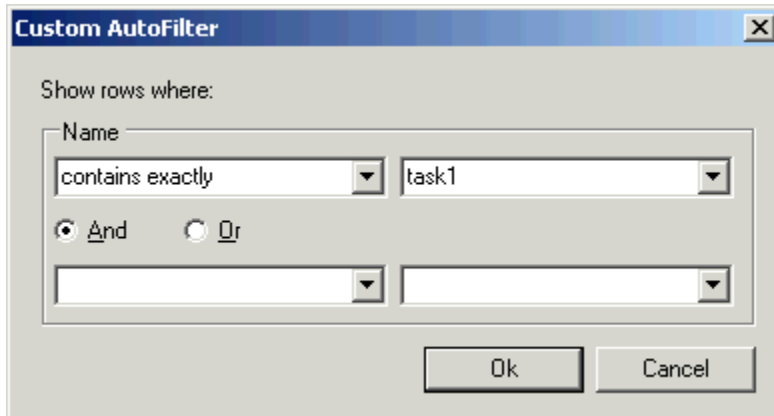 Custom AutoFilter
Show rows where:
Name
contains exactly task1
And Or
Ok Cancel